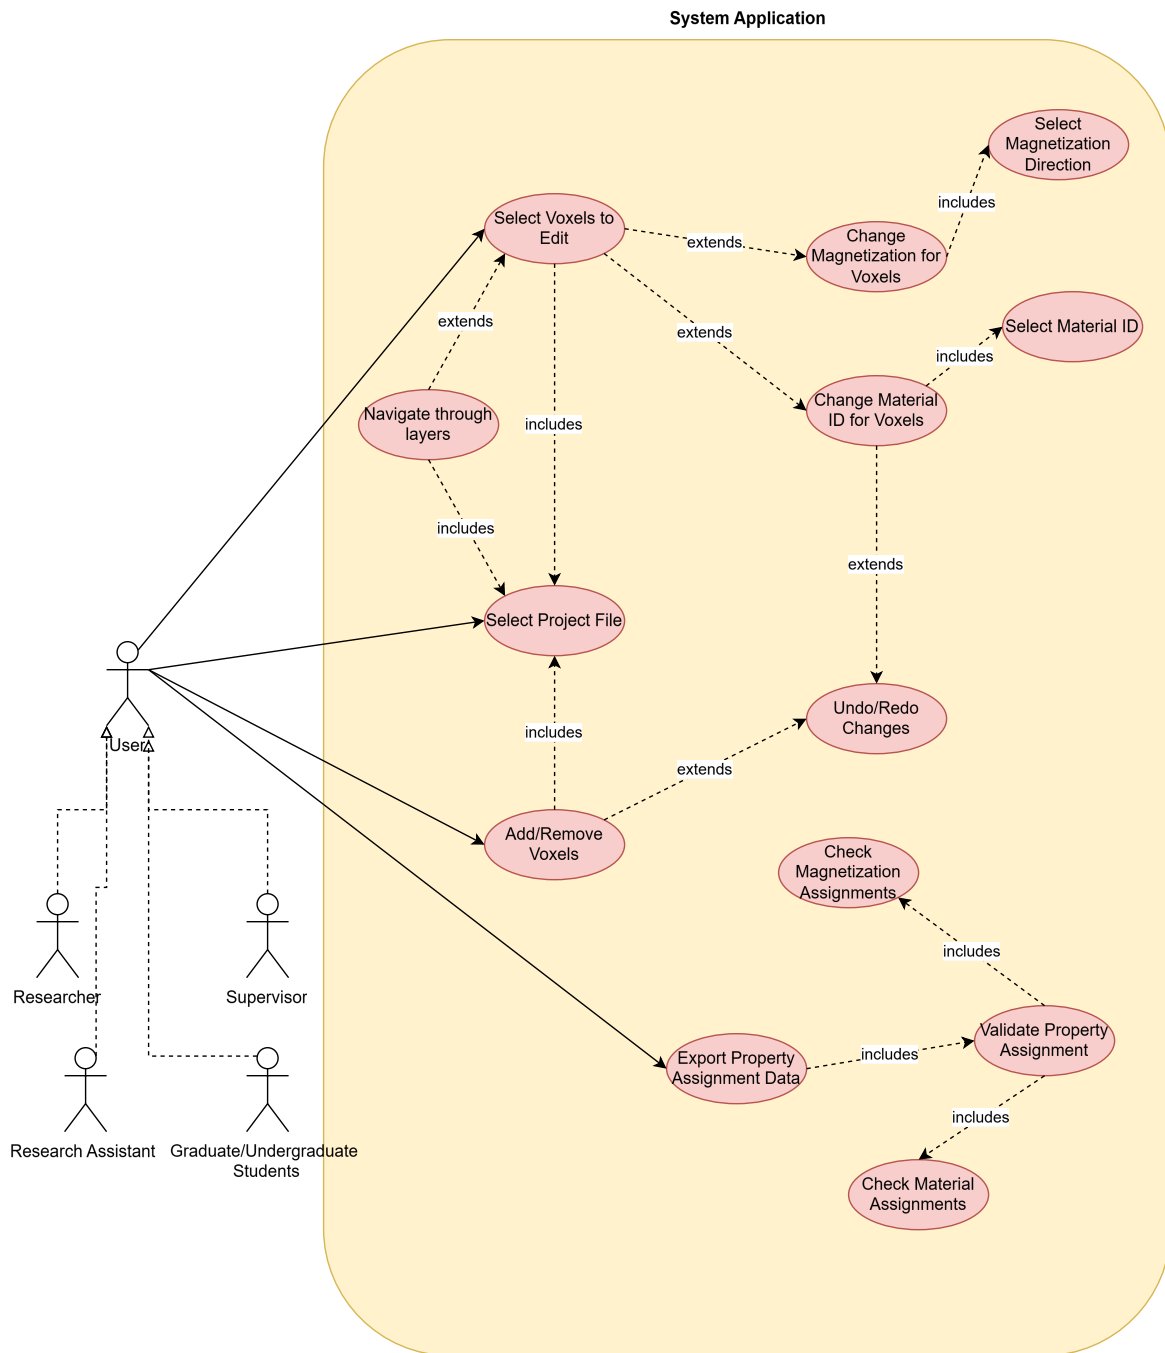 System Application
Select
Magnetization
Direction
includes
Select Voxels to
Edit
extends
Change
Magnetization for
Voxels
extends
extends
Select Material ID
includes
Navigate through
layers
includes
Change Material
ID for Voxels
includes
extends
Select Project File
User
includes
extends
Undo/Redo
Changes
Add/Remove
Voxels
Check
Magnetization
Assignments
includes
Researcher
Supervisor
Export Property
Assignment Data
includes
Validate Property
Assignment
includes
Research Assistant
Graduate/Undergraduate
Students
Check Material
Assignments